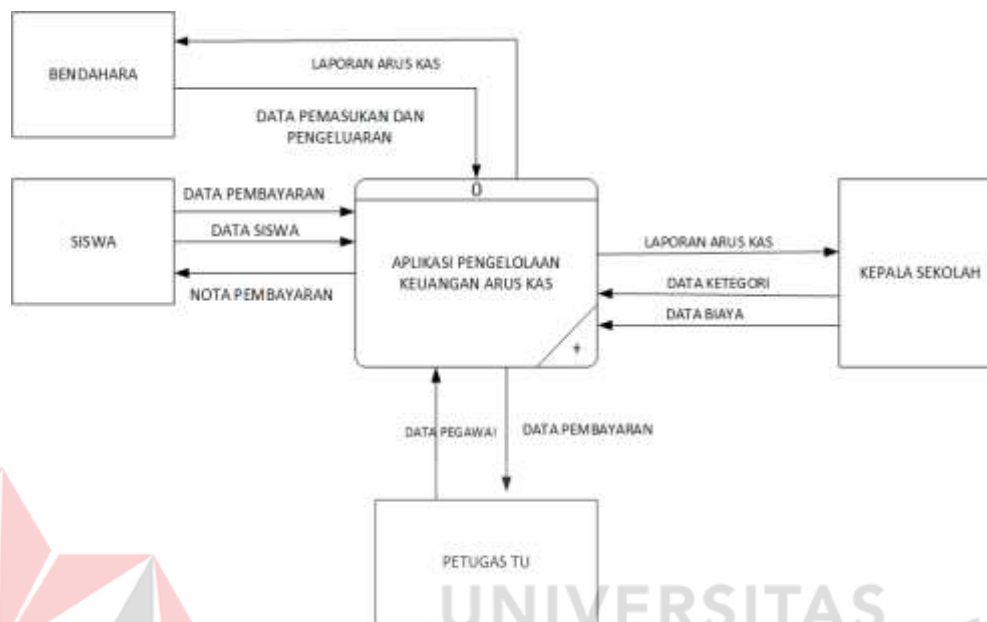 BENDAHARA
LAPORAN ARUS KAS
DATA PEMASUKAN DAN
PENGELUARAN
0
DATA PEMBAYARAN
SISWA
DATA SISWA
NOTA PEMBAYARAN
APLIKASI PENGELOLAAN
KEUANGAN ARUS KAS
+
LAPORAN ARUS KAS
DATA KETEGORI
DATA BIAYA
KEPALA SEKOLAH
DATA PEGAWAI
DATA PEMBAYARAN
PETUGAS TU
UNIVERSITAS